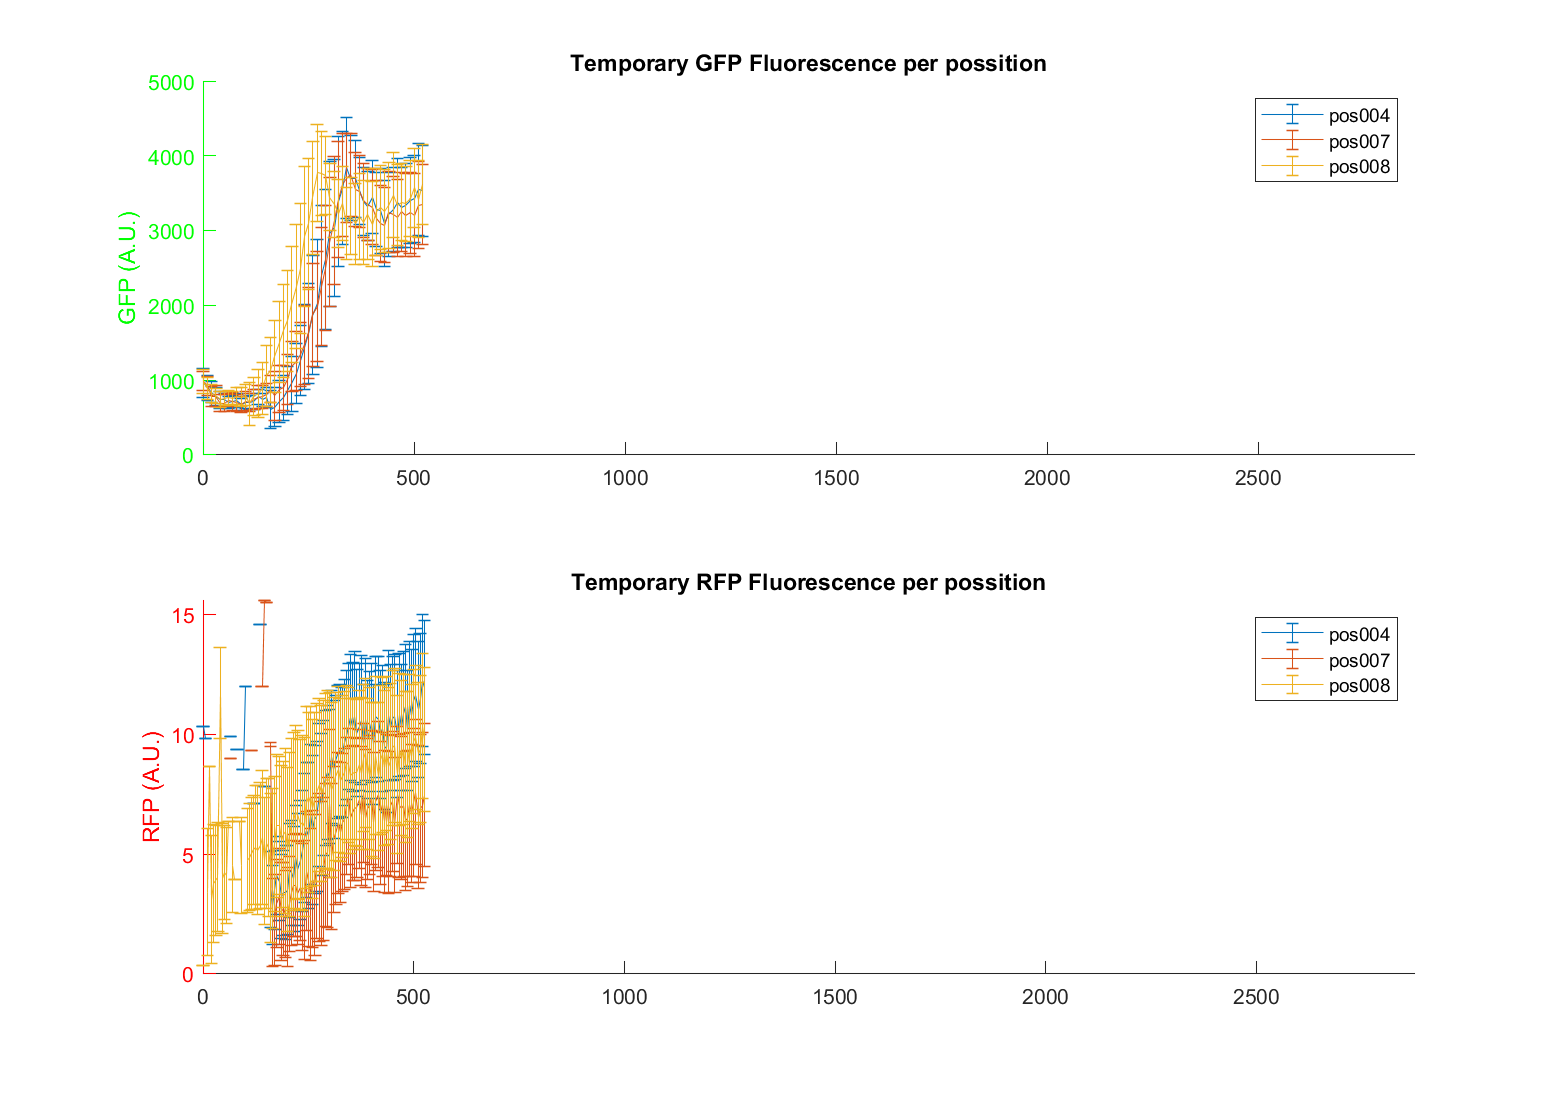 Temporary GFP Fluorescence per possition
5000
4000
3000
2000
1000
0
GFP (A.U.)
0 500 1000 1500 2000 2500
pos004
pos007
pos008
Temporary RFP Fluorescence per possition
15
10
5
0
RFP (A.U.)
0 500 1000 1500 2000 2500
pos004
pos007
pos008